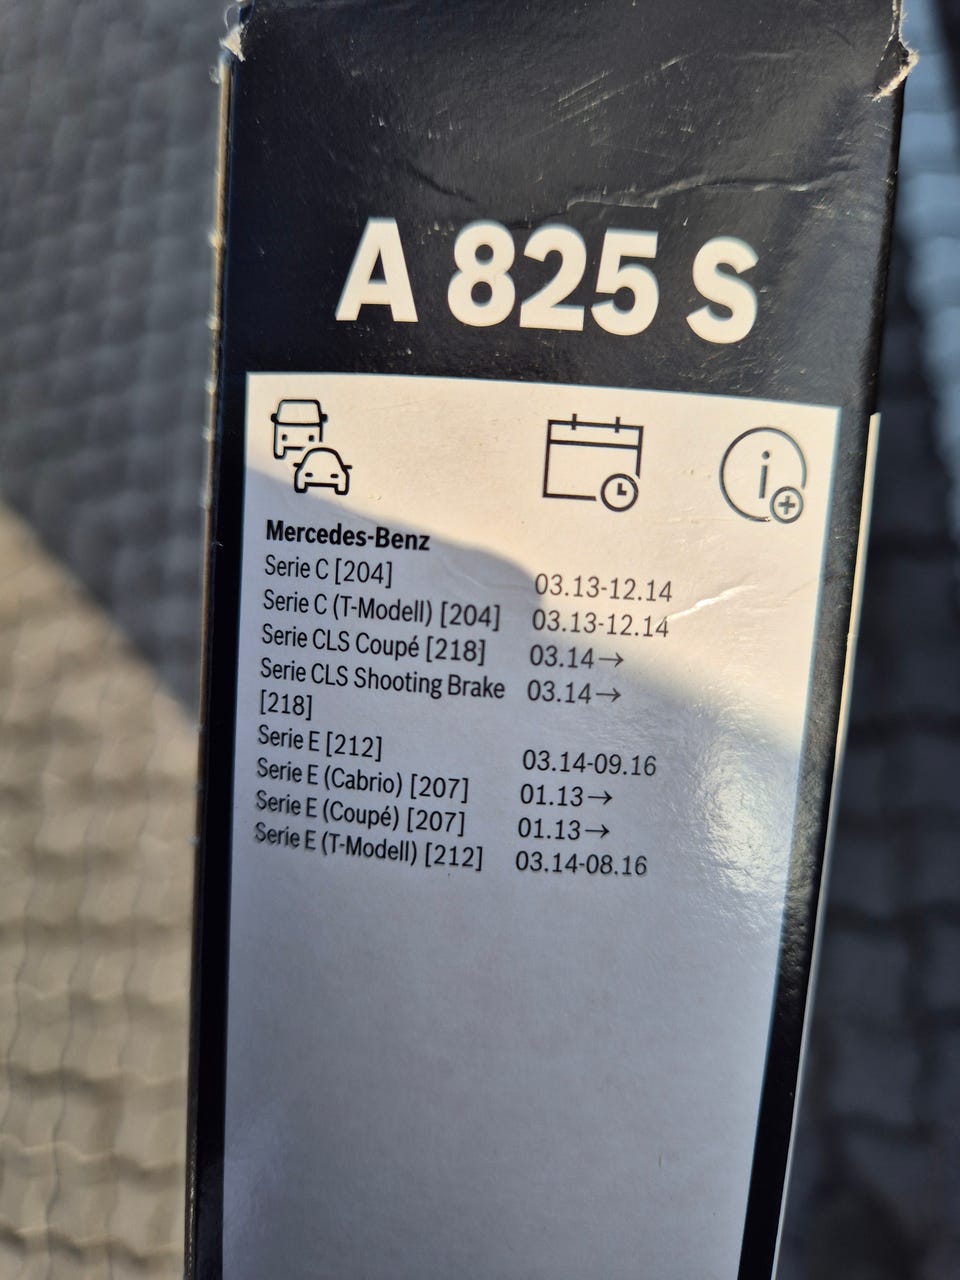 A 825 S
Mercedes-Benz
Serie C [204] 03.13-12.14
Serie C (T-Modell) [204] 03.13-12.14
Serie CLS Coupé [218] 03.14→
Serie CLS Shooting Brake 03.14→
[218]
Serie E [212] 03.14-09.16
Serie E (Cabrio) [207] 01.13→
Serie E (Coupé) [207] 01.13→
Serie E (T-Modell) [212] 03.14-08.16